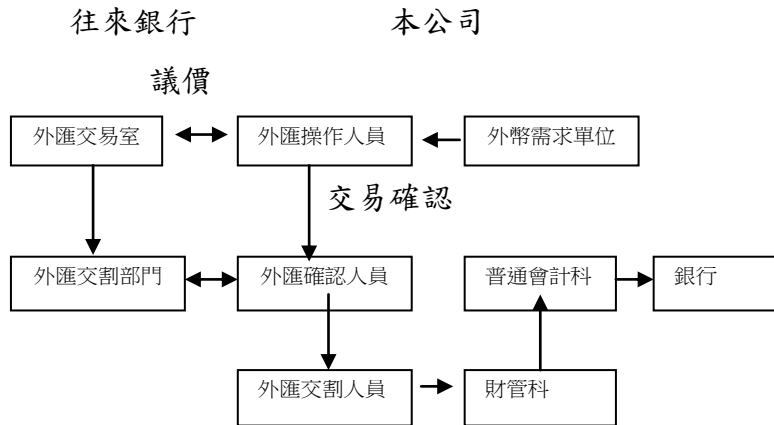 往來銀行 本公司
議價
外匯交易室 外匯操作人員 外幣需求單位
交易確認
外匯交割部門 外匯確認人員 普通會計科 銀行
外匯交割人員 財管科